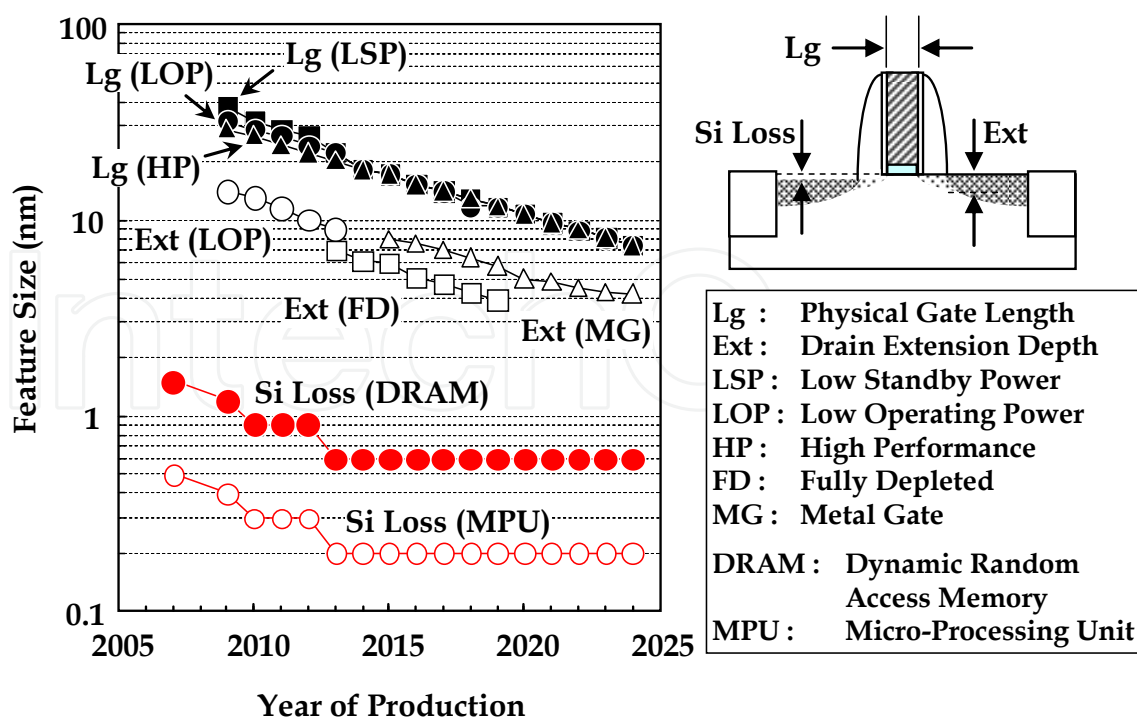 100
10
1
0.1
Feature Size (nm)
2005
2010
2015
2020
2025
Year of Production
Lg (LSP)
Lg (LOP)
Lg (HP)
Ext (LOP)
Ext (FD)
Ext (MG)
Si Loss (DRAM)
Si Loss (MPU)
Lg
Si Loss
Ext
Lg : Physical Gate Length
Ext : Drain Extension Depth
LSP : Low Standby Power
LOP : Low Operating Power
HP : High Performance
FD : Fully Depleted
MG : Metal Gate
DRAM : Dynamic Random
Access Memory
MPU : Micro-Processing Unit